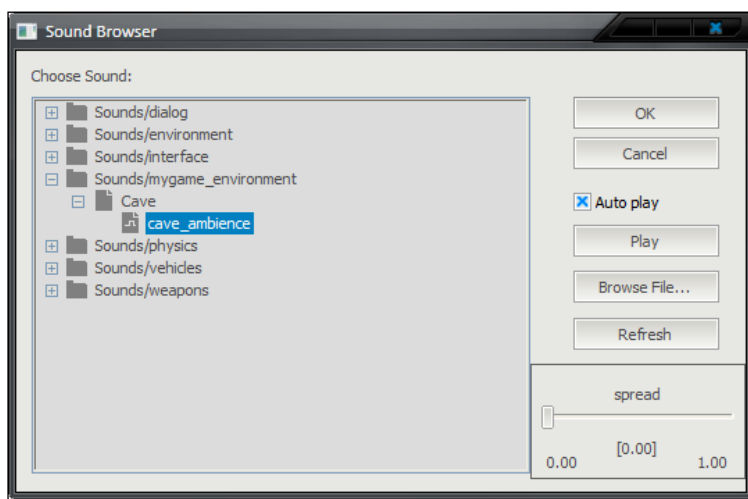 Sound Browser
Choose Sound:
Sounds/dialog
Sounds/environment
Sounds/interface
Sounds/mygame_environment
Cave
cave_ambience
Sounds/physics
Sounds/vehicles
Sounds/weapons
OK
Cancel
Auto play
Play
Browse File...
Refresh
spread
[0.00]
0.00 1.00